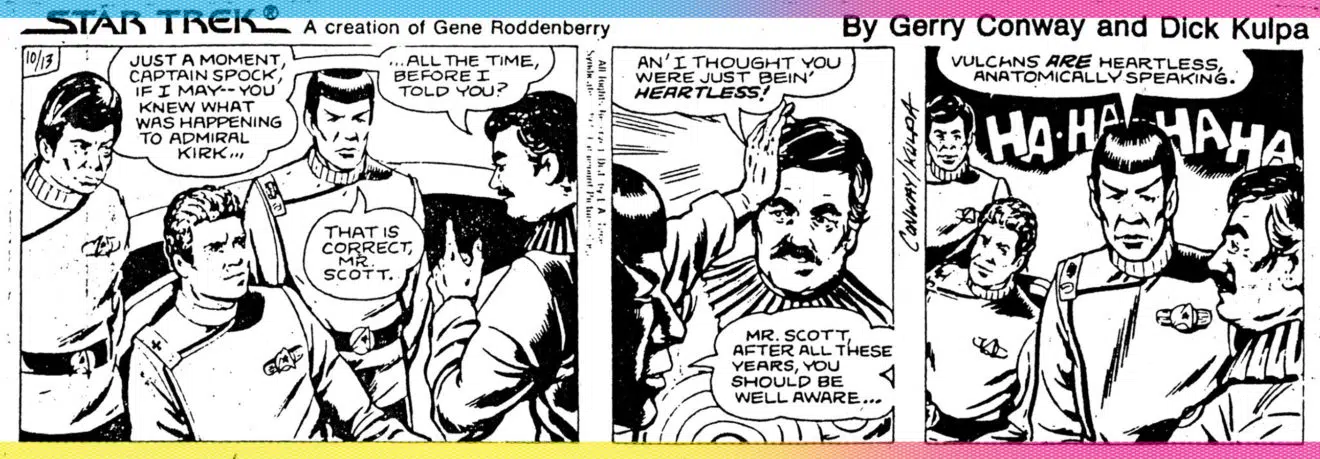 STAR TREK®
A creation of Gene Roddenberry
By Gerry Conway and Dick Kulpa
10/13
JUST A MOMENT,
CAPTAIN SPOCK,
IF I MAY--YOU
KNEW WHAT
WAS HAPPENING
TO ADMIRAL
KIRK...
...ALL THE TIME,
BEFORE I
TOLD YOU?
THAT IS
CORRECT,
MR.
SCOTT.
All rights
AN' I THOUGHT YOU
WERE JUST BEIN'
HEARTLESS!
MR. SCOTT,
AFTER ALL THESE
YEARS, YOU
SHOULD BE
WELL AWARE...
CONWAY/KULPA
VULCANS ARE HEARTLESS,
ANATOMICALLY SPEAKING.
HA·HA HAHA